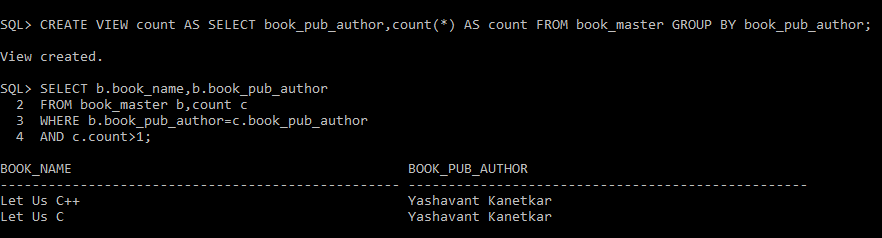 SQL> CREATE VIEW count AS SELECT book_pub_author,count(*) AS count FROM book_master GROUP BY book_pub_author;
View created.
SQL> SELECT b.book_name,b.book_pub_author
2 FROM book_master b,count c
3 WHERE b.book_pub_author=c.book_pub_author
4 AND c.count>1;
BOOK_NAME BOOK_PUB_AUTHOR
-------------------------------------------------- --------------------------------------------------
Let Us C++ Yashavant Kanetkar
Let Us C Yashavant Kanetkar